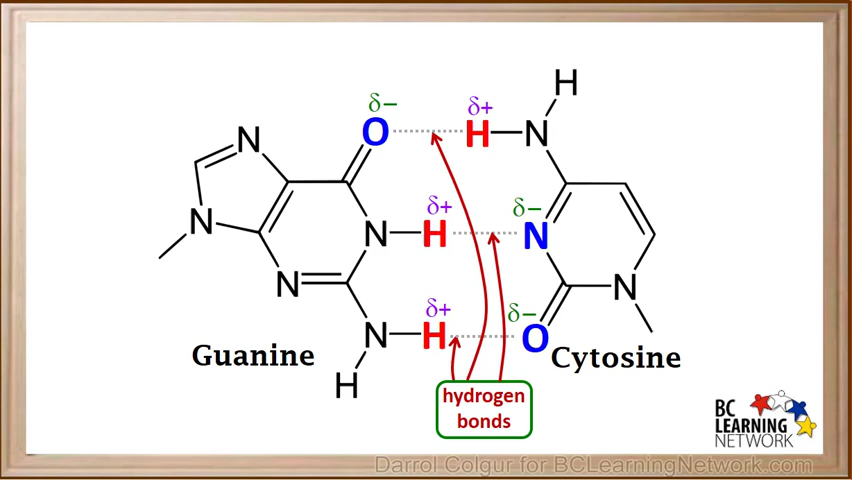 H
δ− δ+
O H N
N
δ+ δ−
N H N
N
N N
δ+ δ−
N H O
Guanine Cytosine
H
hydrogen
bonds
BC
LEARNING
NETWORK
Darrol Colgur for BCLearningNetwork.com